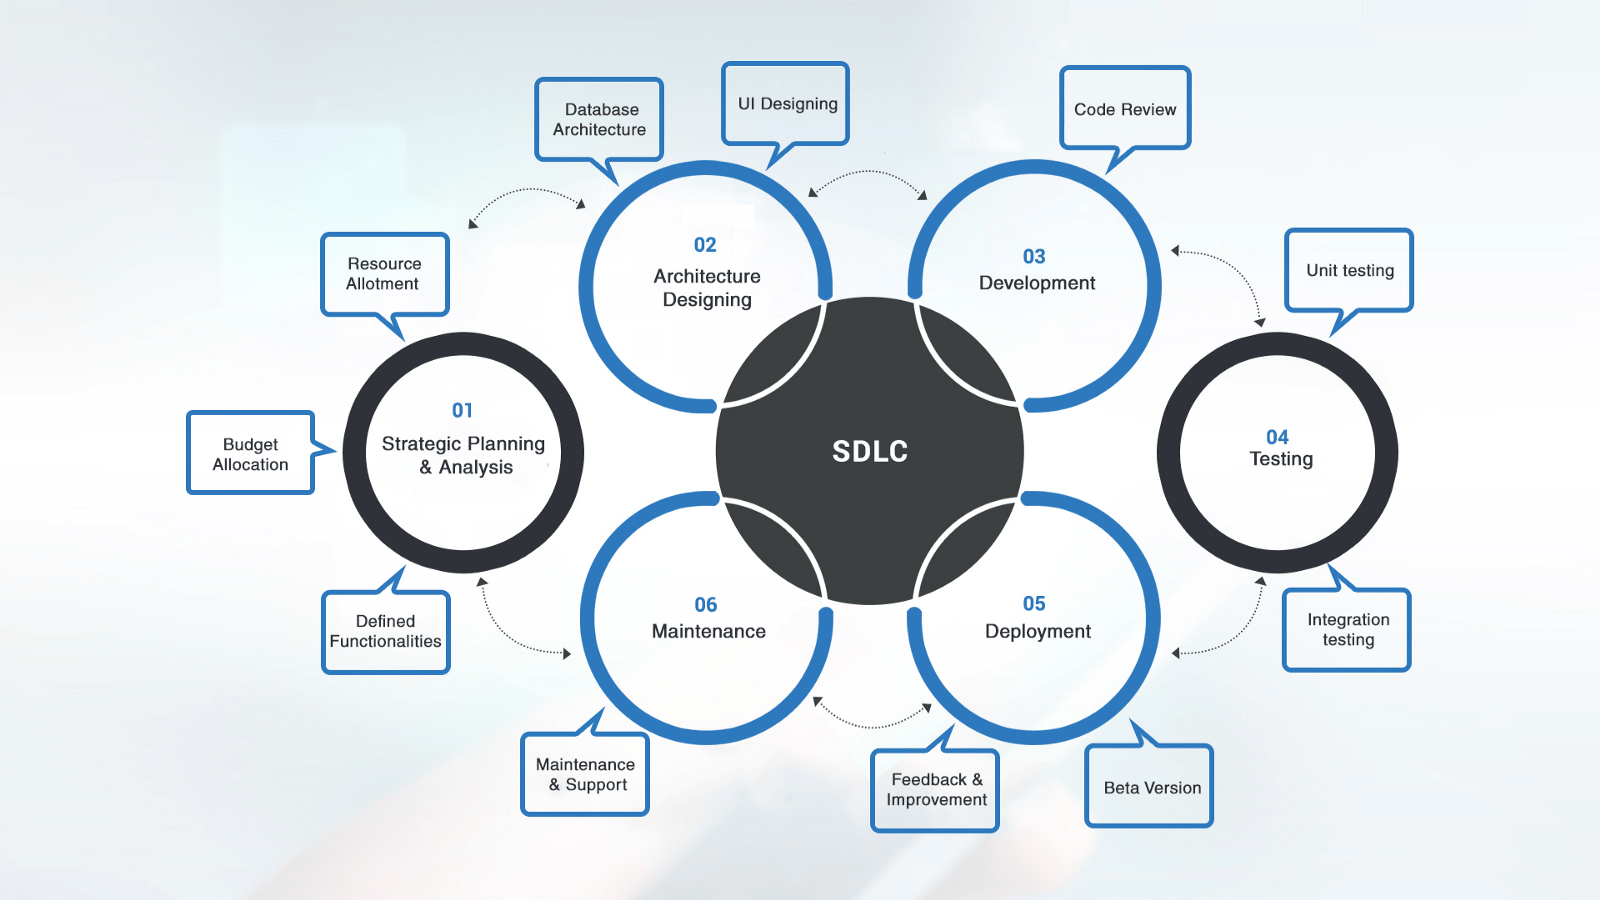 Database
Architecture
UI Designing
Code Review
Resource
Allotment
02
Architecture
Designing
03
Development
Unit testing
Budget
Allocation
01
Strategic Planning
& Analysis
SDLC
04
Testing
Defined
Functionalities
06
Maintenance
05
Deployment
Integration
testing
Maintenance
& Support
Feedback &
Improvement
Beta Version